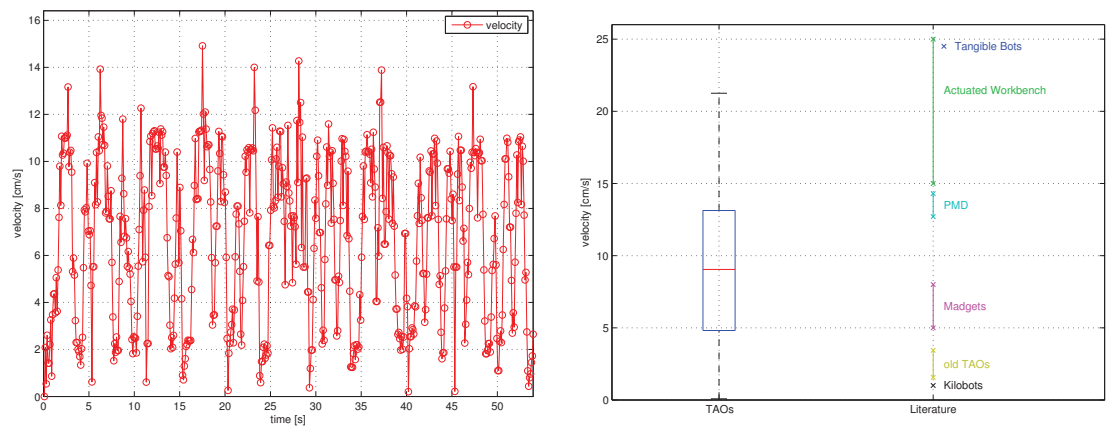 velocity
16
14
12
10
8
6
4
2
0
velocity [cm/s]
0 5 10 15 20 25 30 35 40 45 50
time [s]
25
20
15
10
5
0
velocity [cm/s]
Tangible Bots
Actuated Workbench
PMD
Madgets
old TAOs
Kilobots
TAOs Literature